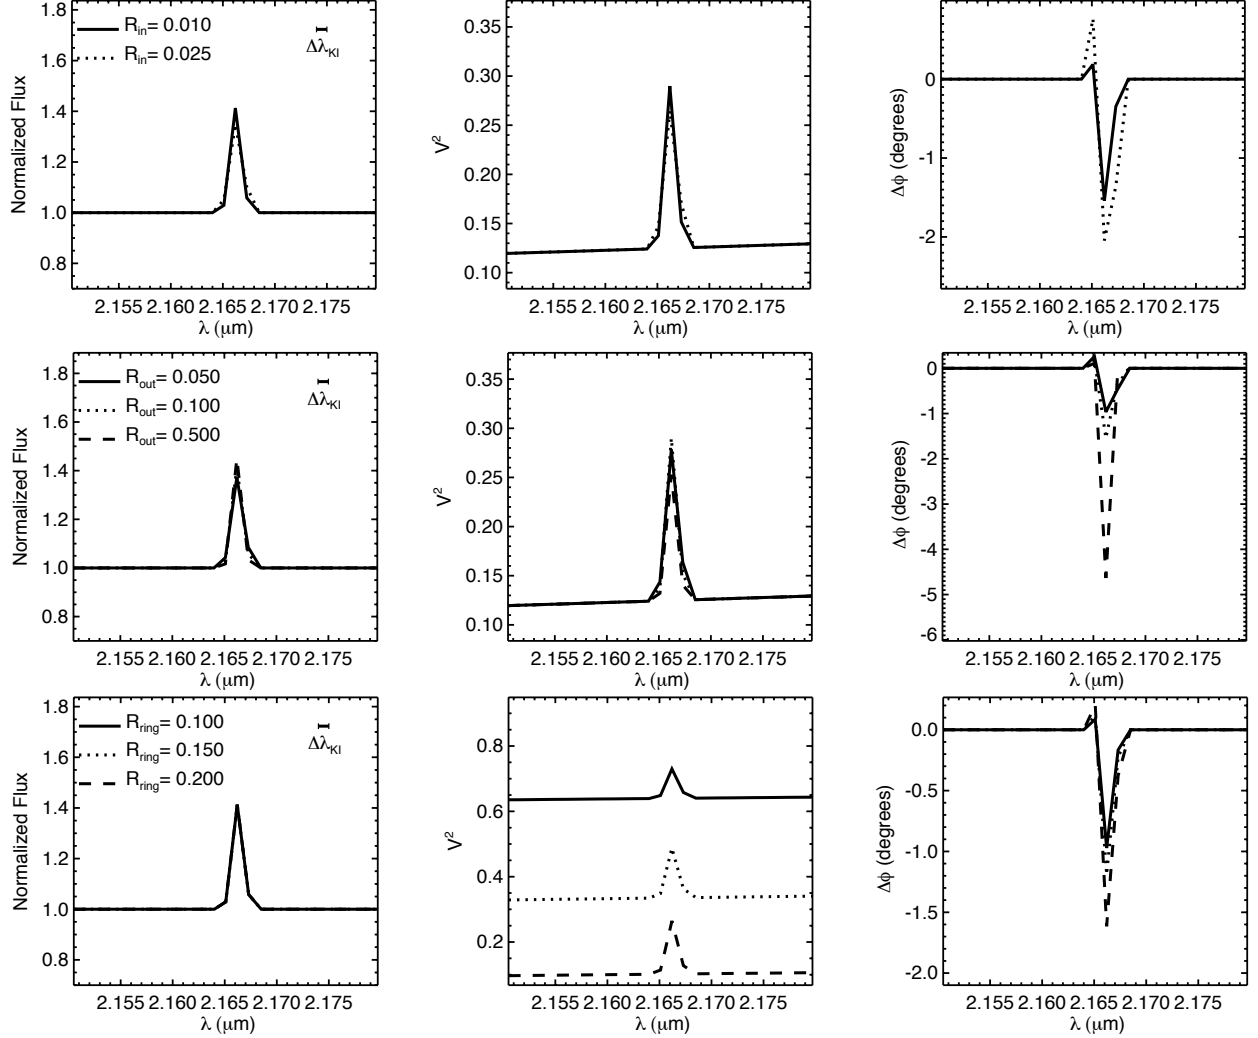 1.8
1.6
1.4
1.2
1.0
0.8
Normalized Flux
R_in= 0.010
R_in= 0.025
Δλ_KI
2.155 2.160 2.165 2.170 2.175
λ (μm)
0.35
0.30
0.25
0.20
0.15
0.10
V²
2.155 2.160 2.165 2.170 2.175
λ (μm)
0
-1
-2
Δϕ (degrees)
2.155 2.160 2.165 2.170 2.175
λ (μm)
1.8
1.6
1.4
1.2
1.0
0.8
Normalized Flux
R_out= 0.050
R_out= 0.100
R_out= 0.500
Δλ_KI
2.155 2.160 2.165 2.170 2.175
λ (μm)
0.35
0.30
0.25
0.20
0.15
0.10
V²
2.155 2.160 2.165 2.170 2.175
λ (μm)
0
-1
-2
-3
-4
-5
-6
Δϕ (degrees)
2.155 2.160 2.165 2.170 2.175
λ (μm)
1.8
1.6
1.4
1.2
1.0
0.8
Normalized Flux
R_ring= 0.100
R_ring= 0.150
R_ring= 0.200
Δλ_KI
2.155 2.160 2.165 2.170 2.175
λ (μm)
0.8
0.6
0.4
0.2
V²
2.155 2.160 2.165 2.170 2.175
λ (μm)
0.0
-0.5
-1.0
-1.5
-2.0
Δϕ (degrees)
2.155 2.160 2.165 2.170 2.175
λ (μm)